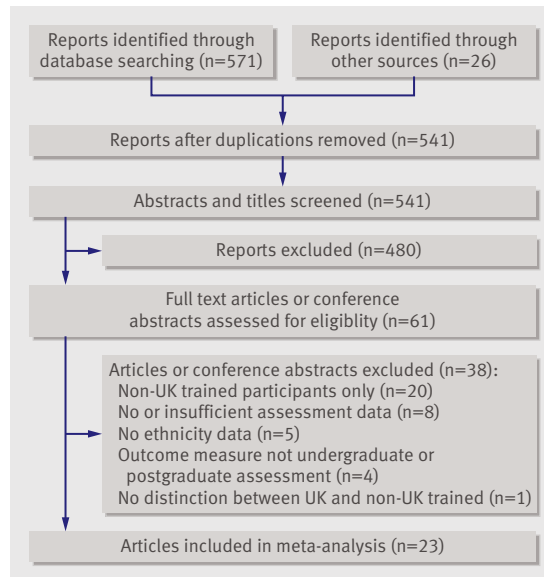 Reports identified through
database searching (n=571)
Reports identified through
other sources (n=26)
Reports after duplications removed (n=541)
Abstracts and titles screened (n=541)
Reports excluded (n=480)
Full text articles or conference
abstracts assessed for eligiblity (n=61)
Articles or conference abstracts excluded (n=38):
Non-UK trained participants only (n=20)
No or insufficient assessment data (n=8)
No ethnicity data (n=5)
Outcome measure not undergraduate or
postgraduate assessment (n=4)
No distinction between UK and non-UK trained (n=1)
Articles included in meta-analysis (n=23)